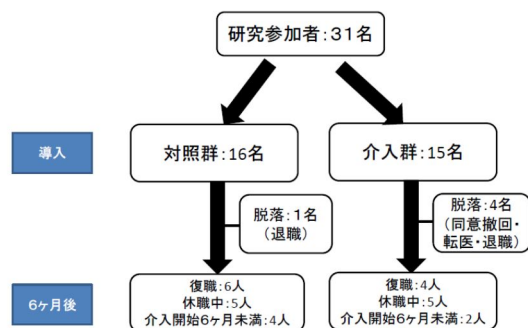 研究参加者：31名
導入
対照群：16名
介入群：15名
脱落：1名
（退職）
脱落：4名
（同意撤回・
転医・退職）
6ヶ月後
復職：6人
休職中：5人
介入開始6ヶ月未満：4人
復職：4人
休職中：5人
介入開始6ヶ月未満：2人